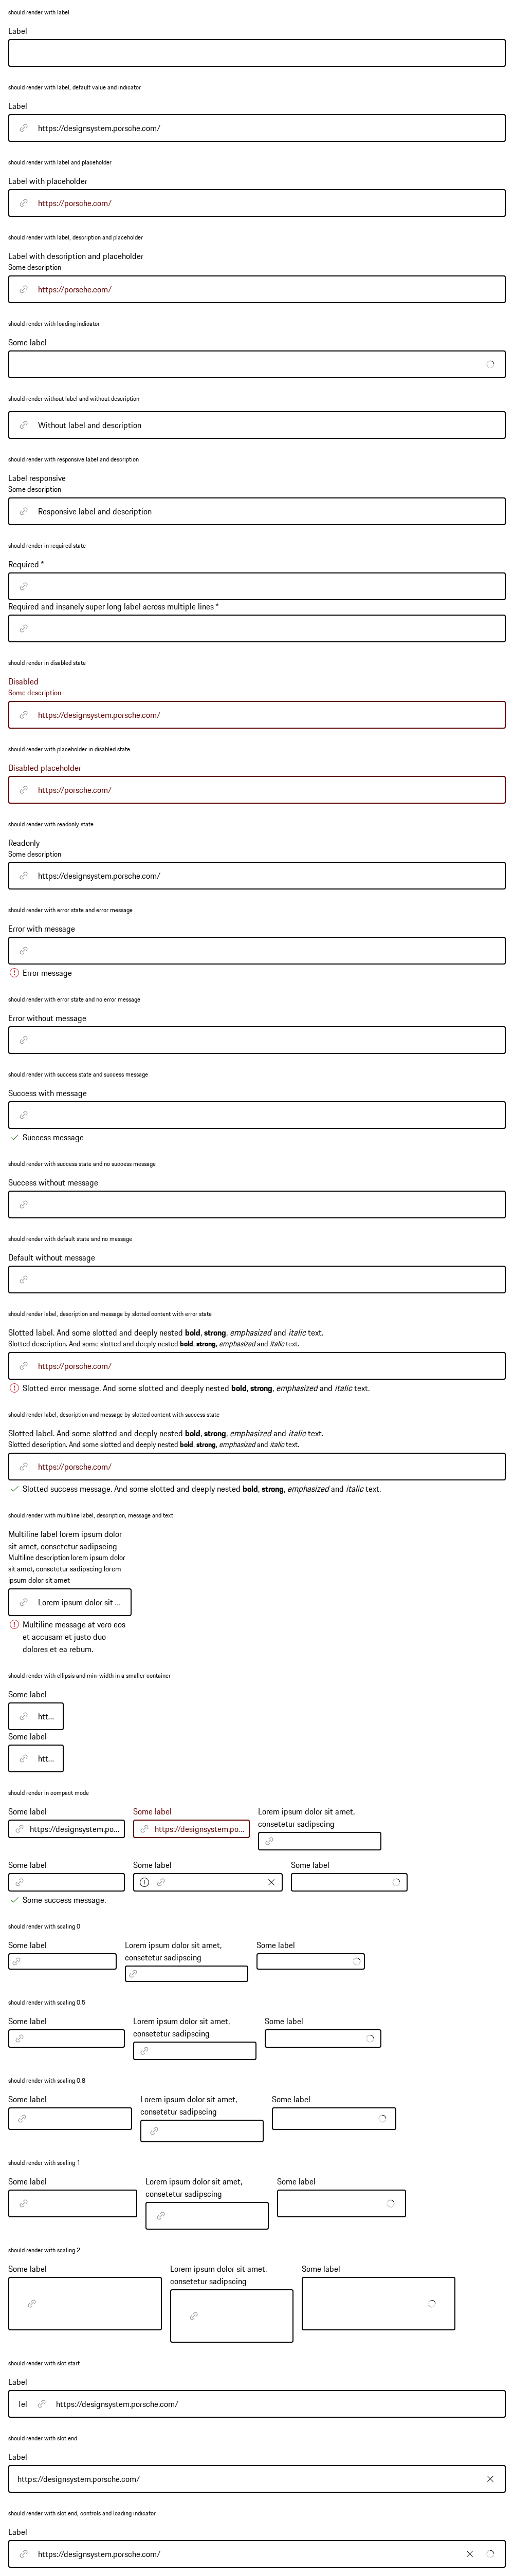 should render with label
Label
should render with label, default value and indicator
Label
https://designsystem.porsche.com/
should render with label and placeholder
Label with placeholder
https://porsche.com/
should render with label, description and placeholder
Label with description and placeholder
Some description
https://porsche.com/
should render with loading indicator
Some label
should render without label and without description
Without label and description
should render with responsive label and description
Label responsive
Some description
Responsive label and description
should render in required state
Required *
Required and insanely super long label across multiple lines *
should render in disabled state
Disabled
Some description
https://designsystem.porsche.com/
should render with placeholder in disabled state
Disabled placeholder
https://porsche.com/
should render with readonly state
Readonly
Some description
https://designsystem.porsche.com/
should render with error state and error message
Error with message
Error message
should render with error state and no error message
Error without message
should render with success state and success message
Success with message
Success message
should render with success state and no success message
Success without message
should render with default state and no message
Default without message
should render label, description and message by slotted content with error state
Slotted label. And some slotted and deeply nested bold, strong, emphasized and italic text.
Slotted description. And some slotted and deeply nested bold, strong, emphasized and italic text.
https://porsche.com/
Slotted error message. And some slotted and deeply nested bold, strong, emphasized and italic text.
should render label, description and message by slotted content with success state
Slotted label. And some slotted and deeply nested bold, strong, emphasized and italic text.
Slotted description. And some slotted and deeply nested bold, strong, emphasized and italic text.
https://porsche.com/
Slotted success message. And some slotted and deeply nested bold, strong, emphasized and italic text.
should render with multiline label, description, message and text
Multiline label lorem ipsum dolor
sit amet, consetetur sadipscing
Multiline description lorem ipsum dolor
sit amet, consetetur sadipscing lorem
ipsum dolor sit amet
Lorem ipsum dolor sit ...
Multiline message at vero eos
et accusam et justo duo
dolores et ea rebum.
should render with ellipsis and min-width in a smaller container
Some label
htt...
Some label
htt...
should render in compact mode
Some label
https://designsystem.po...
Some label
https://designsystem.po...
Lorem ipsum dolor sit amet,
consetetur sadipscing
Some label
Some success message.
Some label
Some label
should render with scaling 0
Some label
Lorem ipsum dolor sit amet,
consetetur sadipscing
Some label
should render with scaling 0.5
Some label
Lorem ipsum dolor sit amet,
consetetur sadipscing
Some label
should render with scaling 0.8
Some label
Lorem ipsum dolor sit amet,
consetetur sadipscing
Some label
should render with scaling 1
Some label
Lorem ipsum dolor sit amet,
consetetur sadipscing
Some label
should render with scaling 2
Some label
Lorem ipsum dolor sit amet,
consetetur sadipscing
Some label
should render with slot start
Label
Tel https://designsystem.porsche.com/
should render with slot end
Label
https://designsystem.porsche.com/
should render with slot end, controls and loading indicator
Label
https://designsystem.porsche.com/